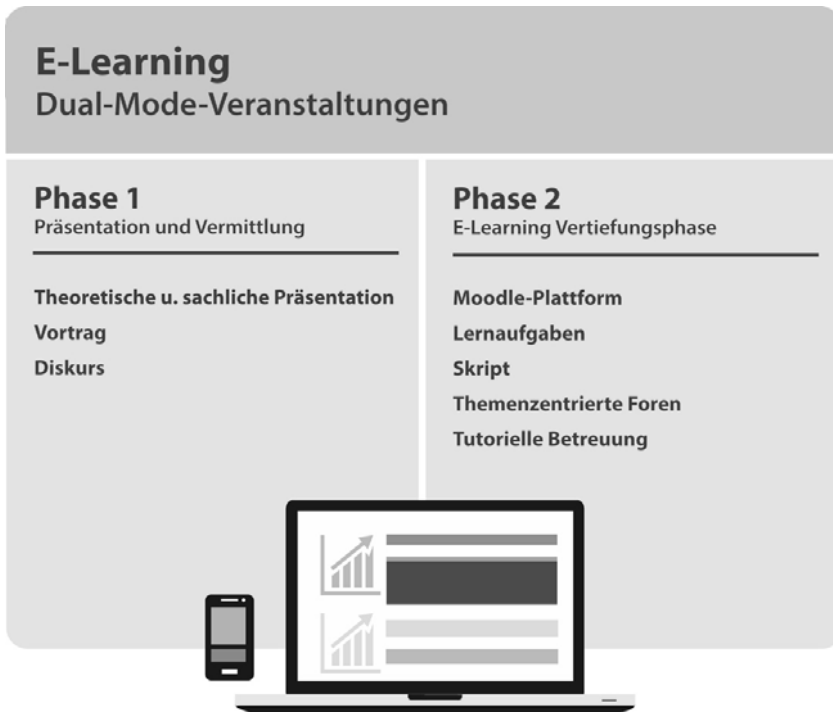 E-Learning
Dual-Mode-Veranstaltungen
Phase 1
Präsentation und Vermittlung
Theoretische u. sachliche Präsentation
Vortrag
Diskurs
Phase 2
E-Learning Vertiefungsphase
Moodle-Plattform
Lernaufgaben
Skript
Themenzentrierte Foren
Tutorielle Betreuung